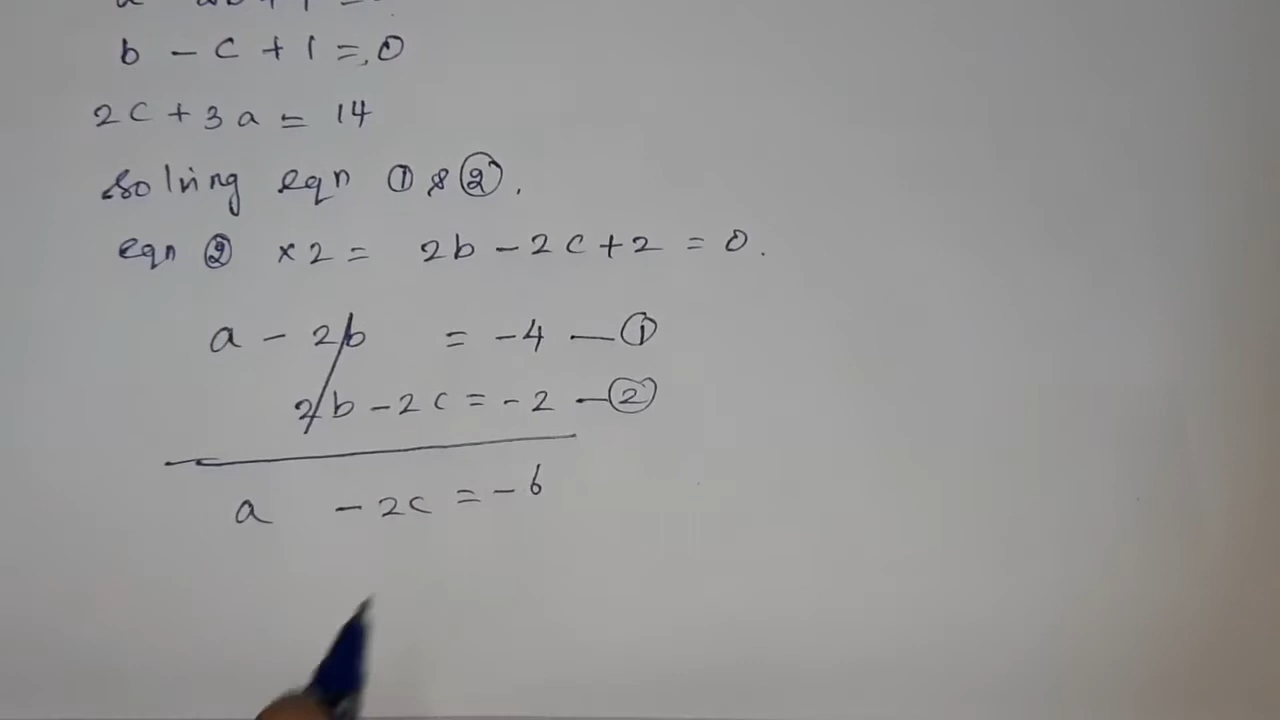 b - c + 1 = 0
2c + 3a = 14
solving eqn ① & ②.
eqn ② × 2 = 2b - 2c + 2 = 0.
a - 2b = -4 — ①
2b - 2c = -2 — ②
a - 2c = -6